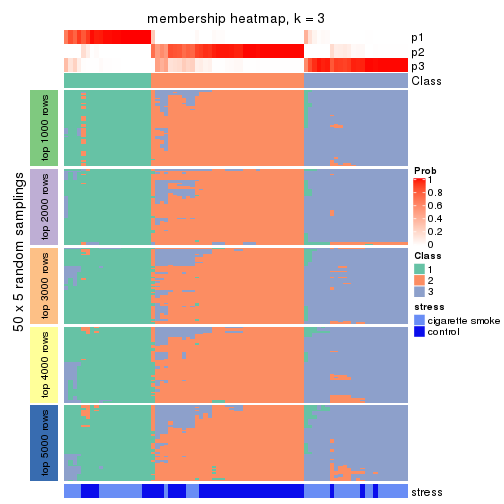 membership heatmap, k = 3
p1
p2
p3
Class
50 x 5 random samplings
top 1000 rows
top 2000 rows
top 3000 rows
top 4000 rows
top 5000 rows
Prob
1
0.8
0.6
0.4
0.2
0
Class
1
2
3
stress
cigarette smoke
control
stress